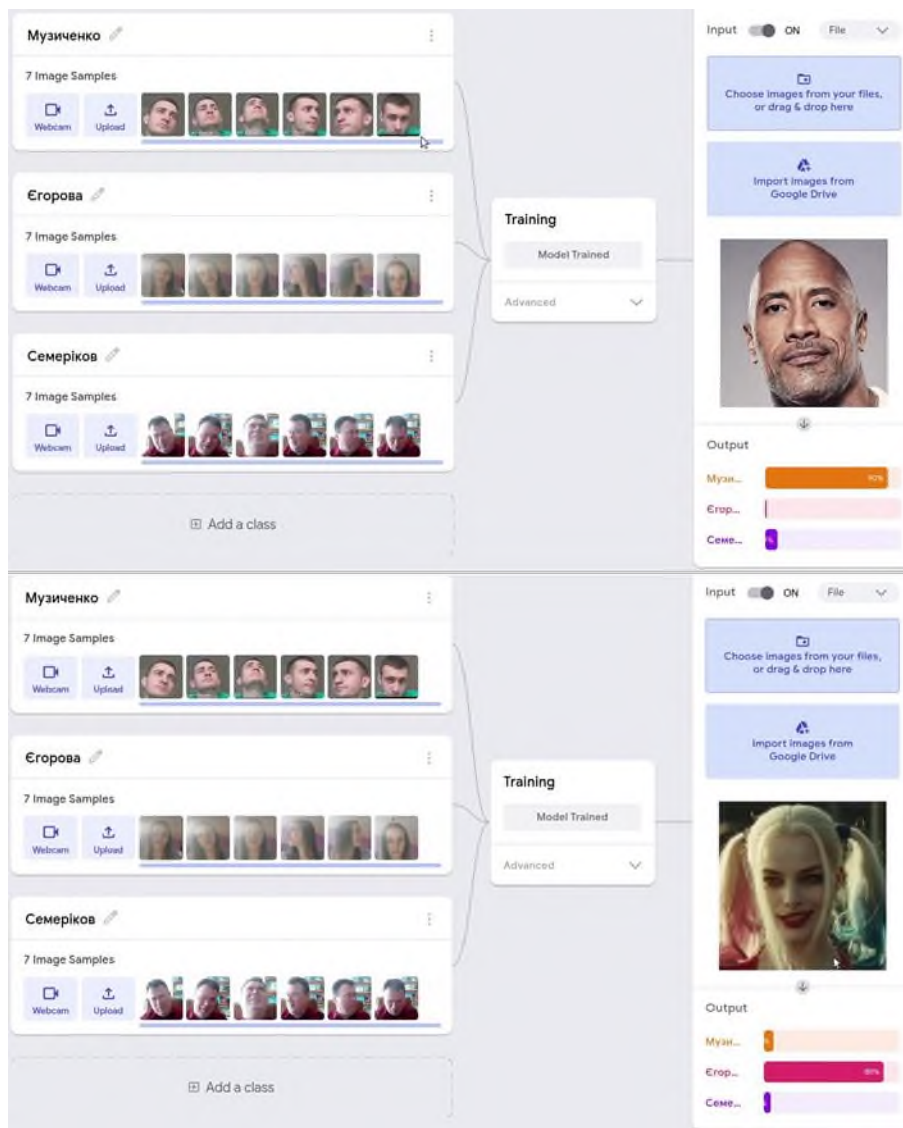 Музиченко
7 Image Samples
Webcam
Upload
Єгорова
7 Image Samples
Webcam
Upload
Семеріков
7 Image Samples
Webcam
Upload
Add a class
Training
Model Trained
Advanced
Input ON File
Choose images from your files,
or drag & drop here
Import images from
Google Drive
Output
Музи...
Єгор...
Семе...
Музиченко
7 Image Samples
Webcam
Upload
Єгорова
7 Image Samples
Webcam
Upload
Семеріков
7 Image Samples
Webcam
Upload
Add a class
Training
Model Trained
Advanced
Input ON File
Choose images from your files,
or drag & drop here
Import images from
Google Drive
Output
Музи...
Єгор...
Семе...